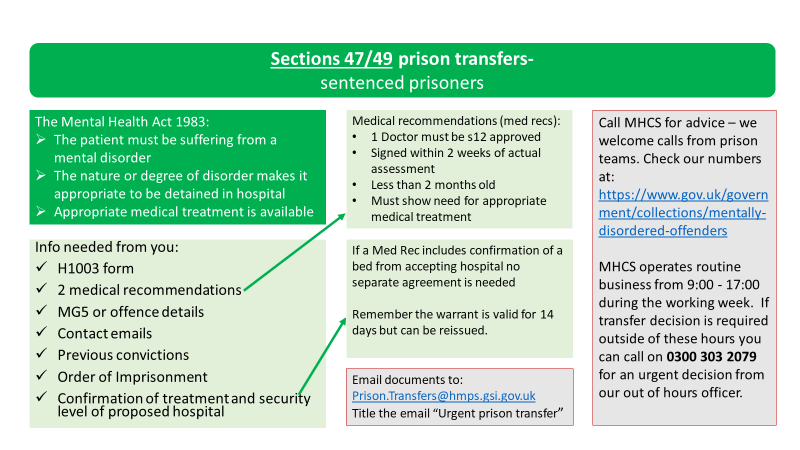 Sections 47/49 prison transfers-
sentenced prisoners
The Mental Health Act 1983:
➢ The patient must be suffering from a
mental disorder
➢ The nature or degree of disorder makes it
appropriate to be detained in hospital
➢ Appropriate medical treatment is available
Info needed from you:
✓ H1003 form
✓ 2 medical recommendations
✓ MG5 or offence details
✓ Contact emails
✓ Previous convictions
✓ Order of Imprisonment
✓ Confirmation of treatment and security
level of proposed hospital
Medical recommendations (med recs):
• 1 Doctor must be s12 approved
• Signed within 2 weeks of actual
assessment
• Less than 2 months old
• Must show need for appropriate
medical treatment
If a Med Rec includes confirmation of a
bed from accepting hospital no
separate agreement is needed
Remember the warrant is valid for 14
days but can be reissued.
Email documents to:
Prison.Transfers@hmps.gsi.gov.uk
Title the email “Urgent prison transfer”
Call MHCS for advice – we
welcome calls from prison
teams. Check our numbers
at:
https://www.gov.uk/govern
ment/collections/mentally-
disordered-offenders
MHCS operates routine
business from 9:00 - 17:00
during the working week. If
transfer decision is required
outside of these hours you
can call on 0300 303 2079
for an urgent decision from
our out of hours officer.